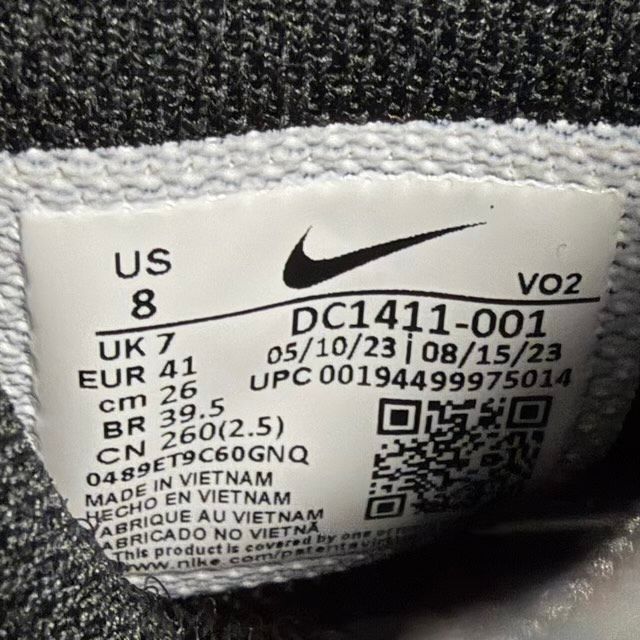 US
8
VO2
DC1411-001
UK 7
05/10/23 | 08/15/23
EUR 41
UPC 00194499975014
cm 26
BR 39.5
CN 260(2.5)
0489ET9C60GNQ
MADE IN VIETNAM
HECHO EN VIETNAM
FABRIQUE AU VIETNAM
FABRICADO NO VIETNÃ
This product is covered by one of
www.nike.com/patents